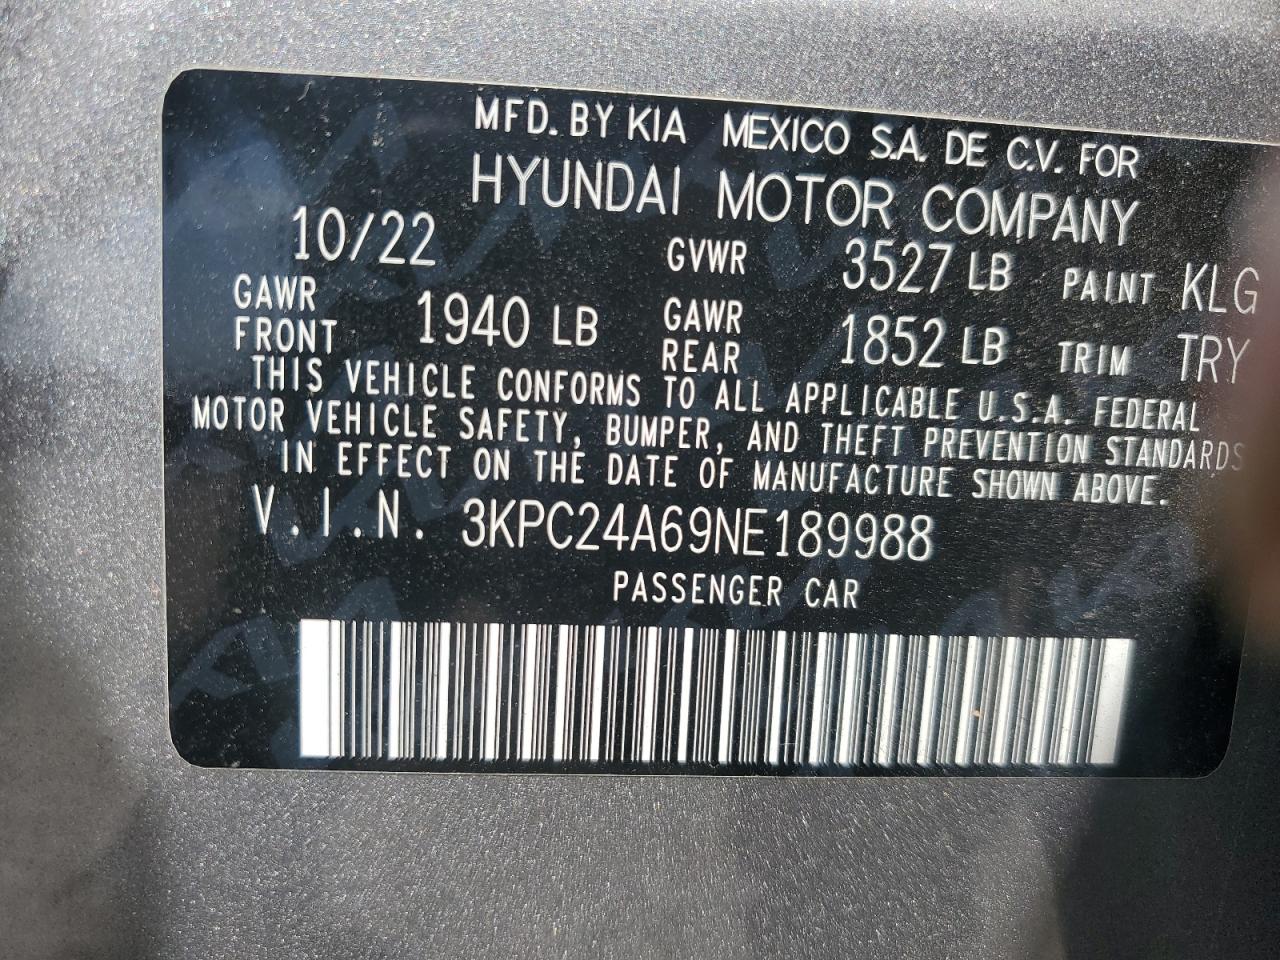 MFD. BY KIA MEXICO S.A. DE C.V. FOR
HYUNDAI MOTOR COMPANY
10/22 GVWR 3527 LB PAINT KLG
GAWR FRONT 1940 LB GAWR REAR 1852 LB TRIM TRY
THIS VEHICLE CONFORMS TO ALL APPLICABLE U.S.A. FEDERAL
MOTOR VEHICLE SAFETY, BUMPER, AND THEFT PREVENTION STANDARDS
IN EFFECT ON THE DATE OF MANUFACTURE SHOWN ABOVE.
V.I.N. 3KPC24A69NE189988
PASSENGER CAR